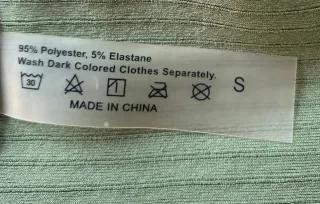 95% Polyester, 5% Elastane
Wash Dark Colored Clothes Separately.
30
S
MADE IN CHINA